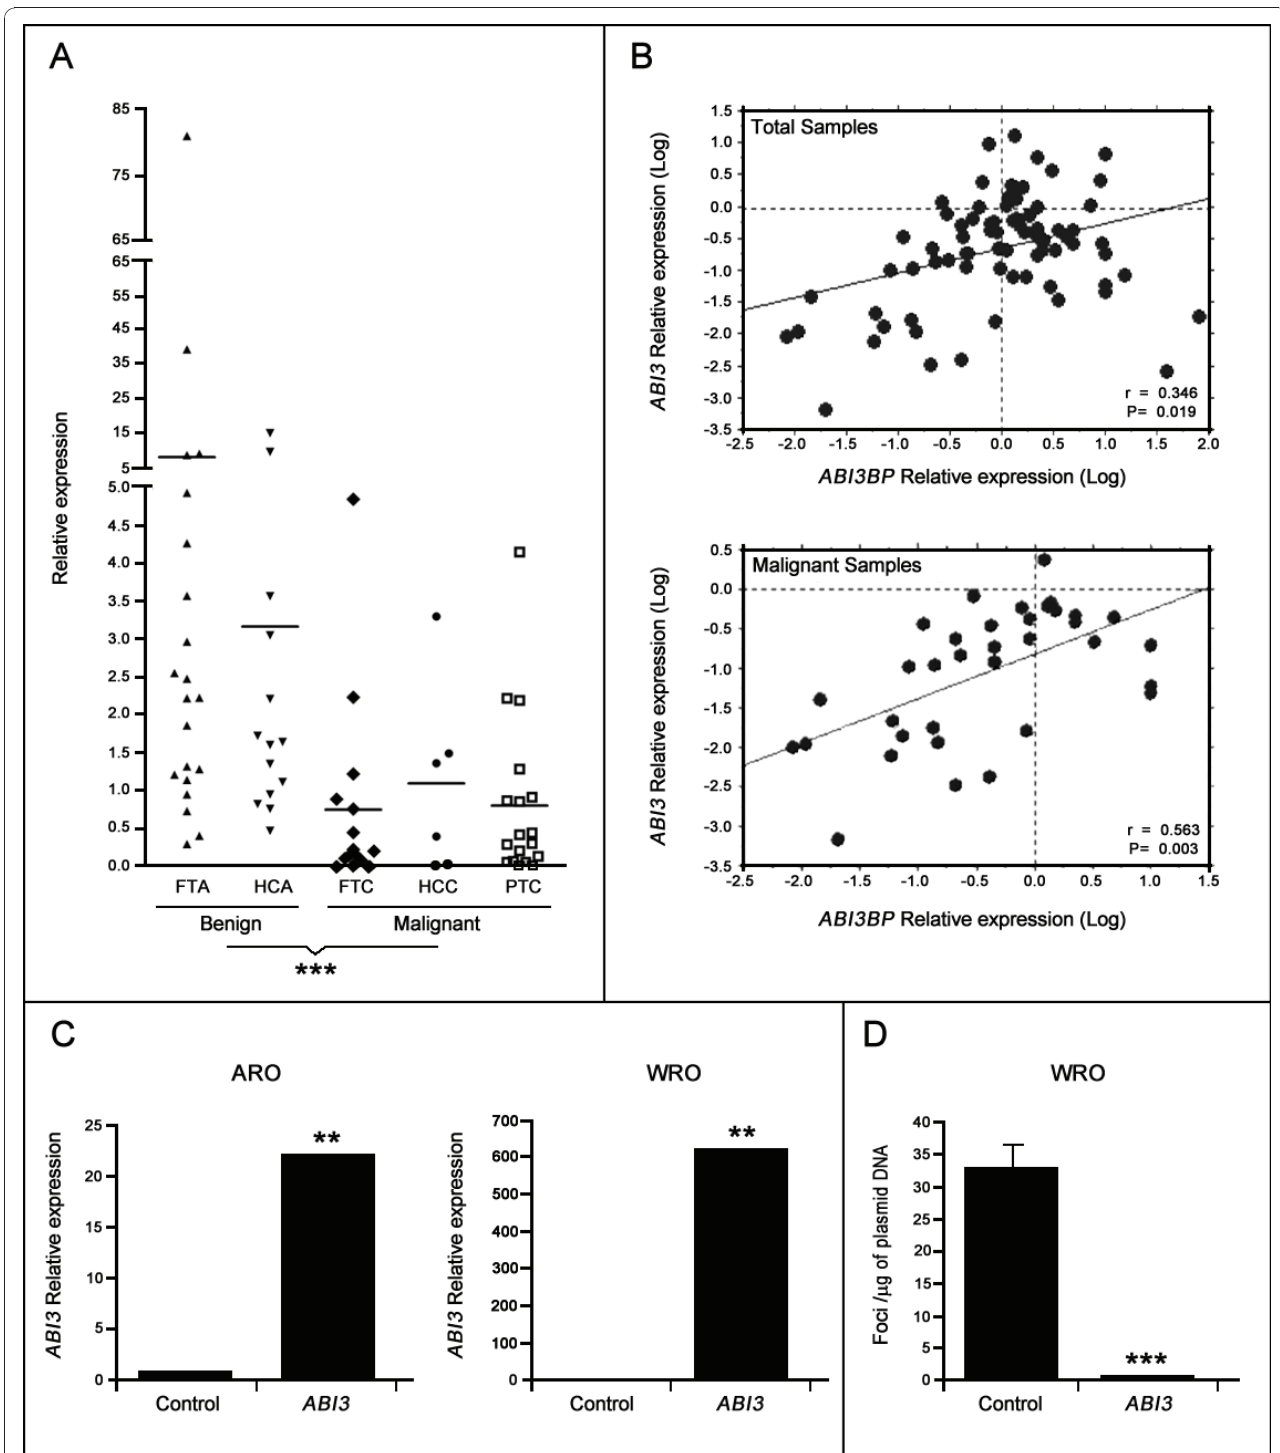 A
85
75
65
65
55
45
35
25
15
5
5.0
4.5
4.0
3.5
3.0
2.5
2.0
1.5
1.0
0.5
0.0
Relative expression
FTA HCA FTC HCC PTC
Benign Malignant
***
B
Total Samples
1.5
1.0
0.5
0.0
-0.5
-1.0
-1.5
-2.0
-2.5
-3.0
-3.5
ABI3 Relative expression (Log)
r = 0.346
P= 0.019
-2.5 -2.0 -1.5 -1.0 -0.5 0.0 0.5 1.0 1.5 2.0
ABI3BP Relative expression (Log)
Malignant Samples
0.5
0.0
-0.5
-1.0
-1.5
-2.0
-2.5
-3.0
-3.5
ABI3 Relative expression (Log)
r = 0.563
P= 0.003
-2.5 -2.0 -1.5 -1.0 -0.5 0.0 0.5 1.0 1.5
ABI3BP Relative expression (Log)
C
ARO
25
20
15
10
5
0
ABI3 Relative expression
**
Control ABI3
WRO
700
600
500
400
300
200
100
0
ABI3 Relative expression
**
Control ABI3
D
WRO
40
35
30
25
20
15
10
5
0
Foci /µg of plasmid DNA
***
Control ABI3